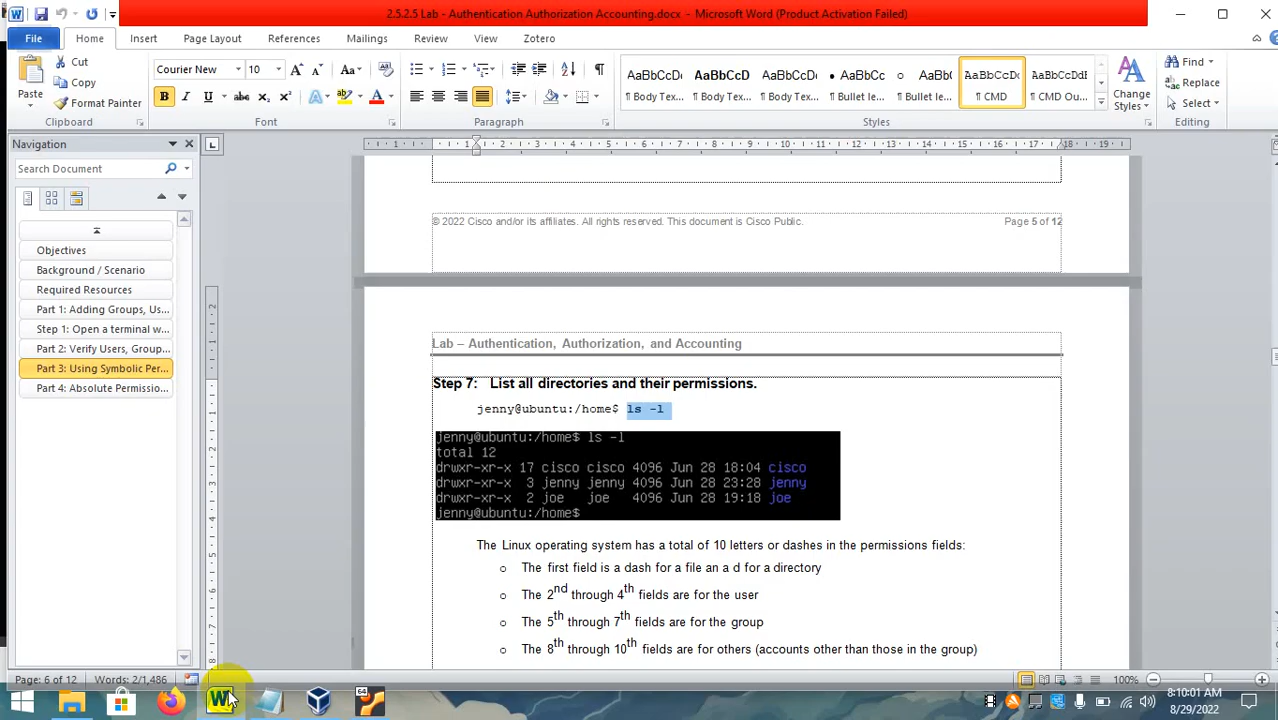 2.5.2.5 Lab - Authentication Authorization Accounting.docx - Microsoft Word (Product Activation Failed)
File Home Insert Page Layout References Mailings Review View Zotero
Paste Cut Copy Format Painter
Courier New 10
AaBbCcDc AaBbCcD AaBbCcD AaBbCcD AaBbC AaBbCcDc AaBbCcDdE
¶ Body Tex... ¶ Body Tex... ¶ Body Tex... ¶ Bullet le... ¶ Bullet le... ¶ CMD ¶ CMD Ou...
Change Styles
Find Replace Select
Clipboard Font Paragraph Styles Editing
Navigation
Search Document
Objectives
Background / Scenario
Required Resources
Part 1: Adding Groups, Us...
Step 1: Open a terminal w...
Part 2: Verify Users, Group...
Part 3: Using Symbolic Per...
Part 4: Absolute Permissio...
© 2022 Cisco and/or its affiliates. All rights reserved. This document is Cisco Public. Page 5 of 12
Lab – Authentication, Authorization, and Accounting
Step 7: List all directories and their permissions.
jenny@ubuntu:/home$ ls -l
jenny@ubuntu:/home$ ls -l
total 12
drwxr-xr-x 17 cisco cisco 4096 Jun 28 18:04 cisco
drwxr-xr-x 3 jenny jenny 4096 Jun 28 23:28 jenny
drwxr-xr-x 2 joe joe 4096 Jun 28 19:18 joe
jenny@ubuntu:/home$
The Linux operating system has a total of 10 letters or dashes in the permissions fields:
o The first field is a dash for a file an a d for a directory
o The 2nd through 4th fields are for the user
o The 5th through 7th fields are for the group
o The 8th through 10th fields are for others (accounts other than those in the group)
Page: 6 of 12 Words: 2/1,486 100%
8:10:01 AM
8/29/2022